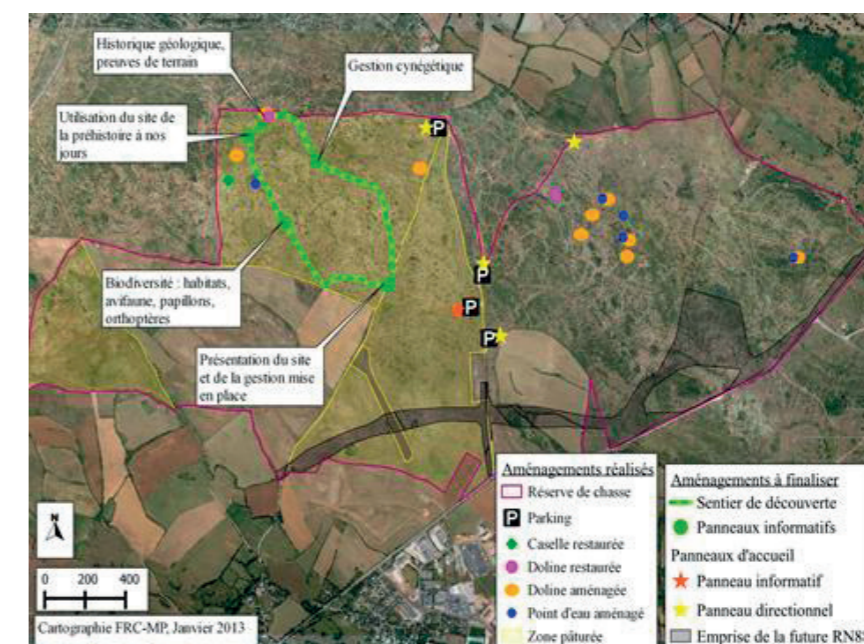 Historique géologique,
preuves de terrain
Gestion cynégétique
Utilisation du site de
la préhistoire à nos
jours
P
P
P
P
Biodiversité : habitats,
avifaune, papillons,
orthoptères
Présentation du site
et de la gestion mise
en place
N
0 200 400
Cartographie FRC-MP, Janvier 2013
Aménagements réalisés
Réserve de chasse
P Parking
Caselle restaurée
Doline restaurée
Doline aménagée
Point d'eau aménagé
Zone pâturée
Aménagements à finaliser
Sentier de découverte
Panneaux informatifs
Panneaux d'accueil
Panneau informatif
Panneau directionnel
Emprise de la future RN8